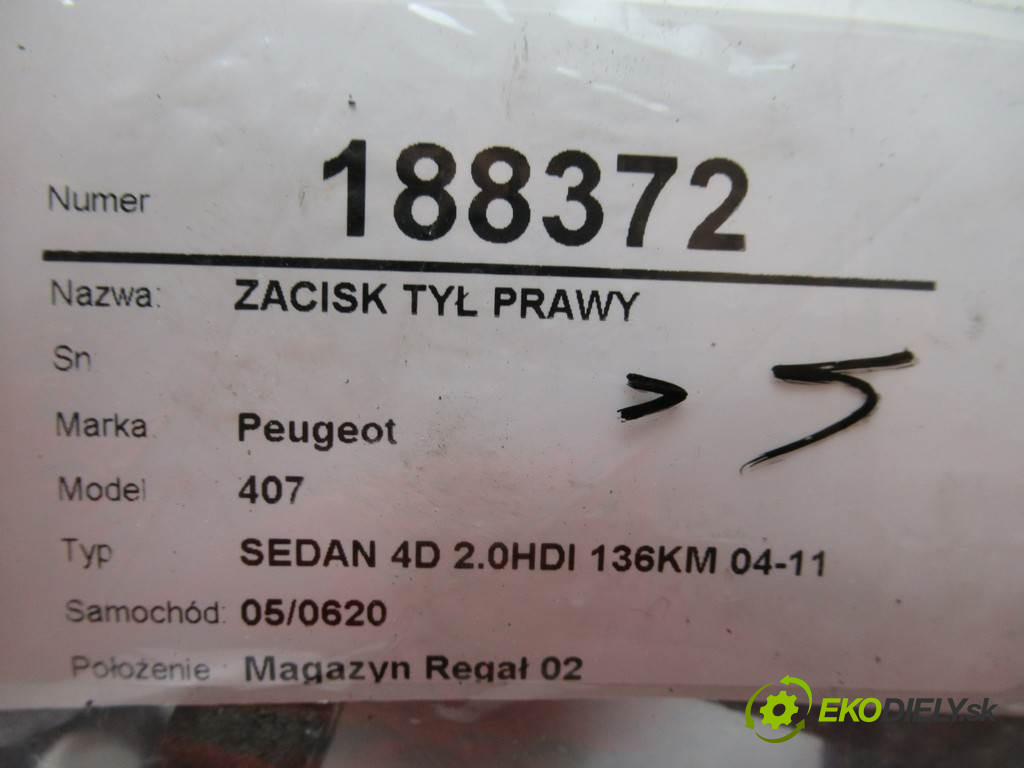 Numer 188372
Nazwa: ZACISK TYŁ PRAWY
Sn
Marka Peugeot
Model 407
Typ SEDAN 4D 2.0HDI 136KM 04-11
Samochód: 05/0620
Położenie: Magazyn Regał 02
EKODIELY.sk